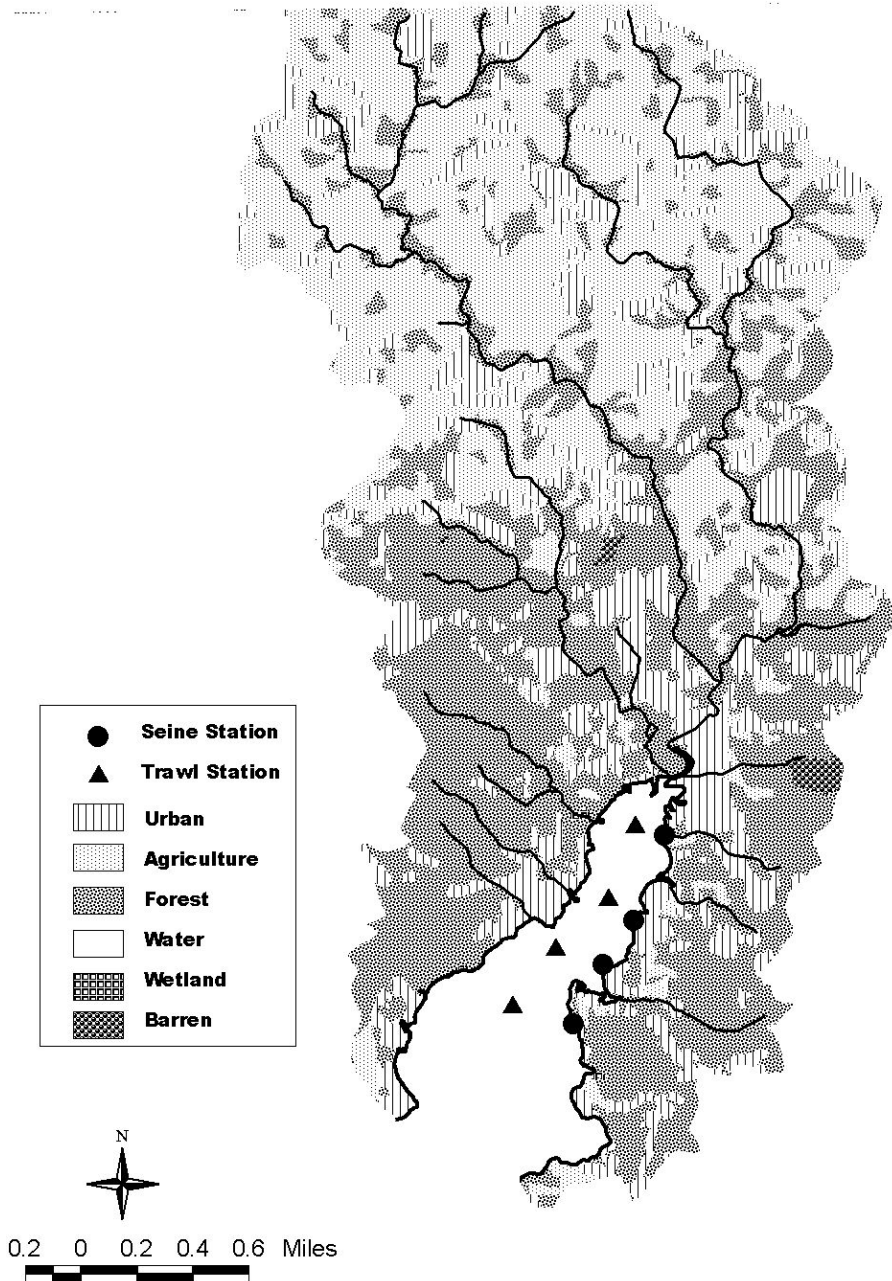 Seine Station
Trawl Station
Urban
Agriculture
Forest
Water
Wetland
Barren
N
0.2 0 0.2 0.4 0.6 Miles